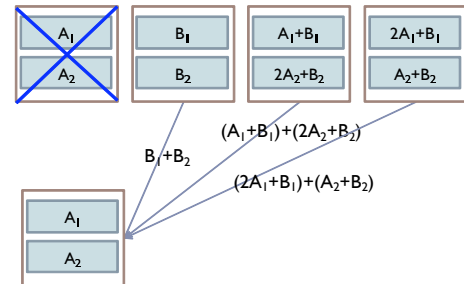 A₁ B₁ A₁+B₁ 2A₁+B₁
A₂ B₂ 2A₂+B₂ A₂+B₂
(A₁+B₁)+(2A₂+B₂)
B₁+B₂
(2A₁+B₁)+(A₂+B₂)
A₁
A₂